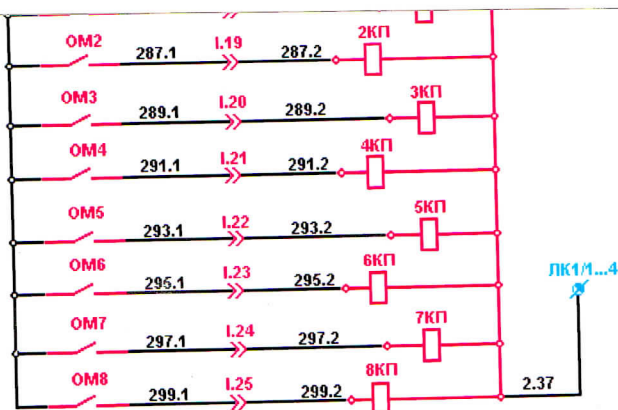 ОМ2 287.1 I.19 287.2 2КП
ОМ3 289.1 I.20 289.2 3КП
ОМ4 291.1 I.21 291.2 4КП
ОМ5 293.1 I.22 293.2 5КП
ОМ6 295.1 I.23 295.2 6КП
ЛК1/1...4
ОМ7 297.1 I.24 297.2 7КП
ОМ8 299.1 I.25 299.2 8КП 2.37